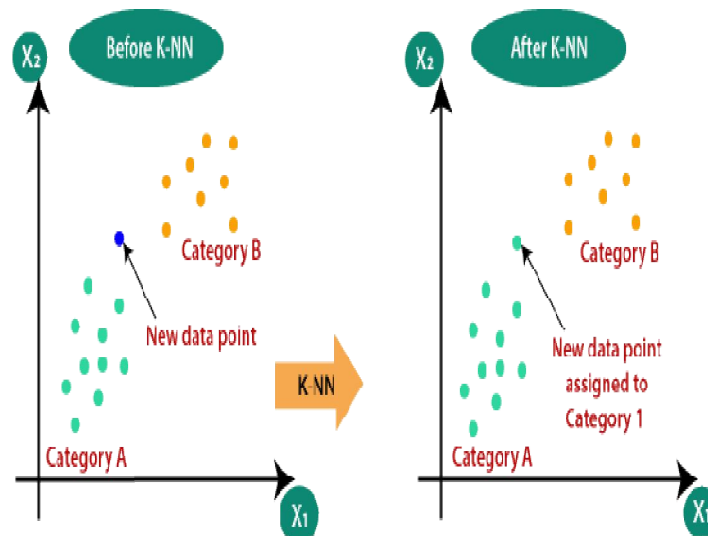 X₂
Before K-NN
Category B
New data point
Category A
X₁
K-NN
X₂
After K-NN
Category B
New data point
assigned to
Category 1
Category A
X₁